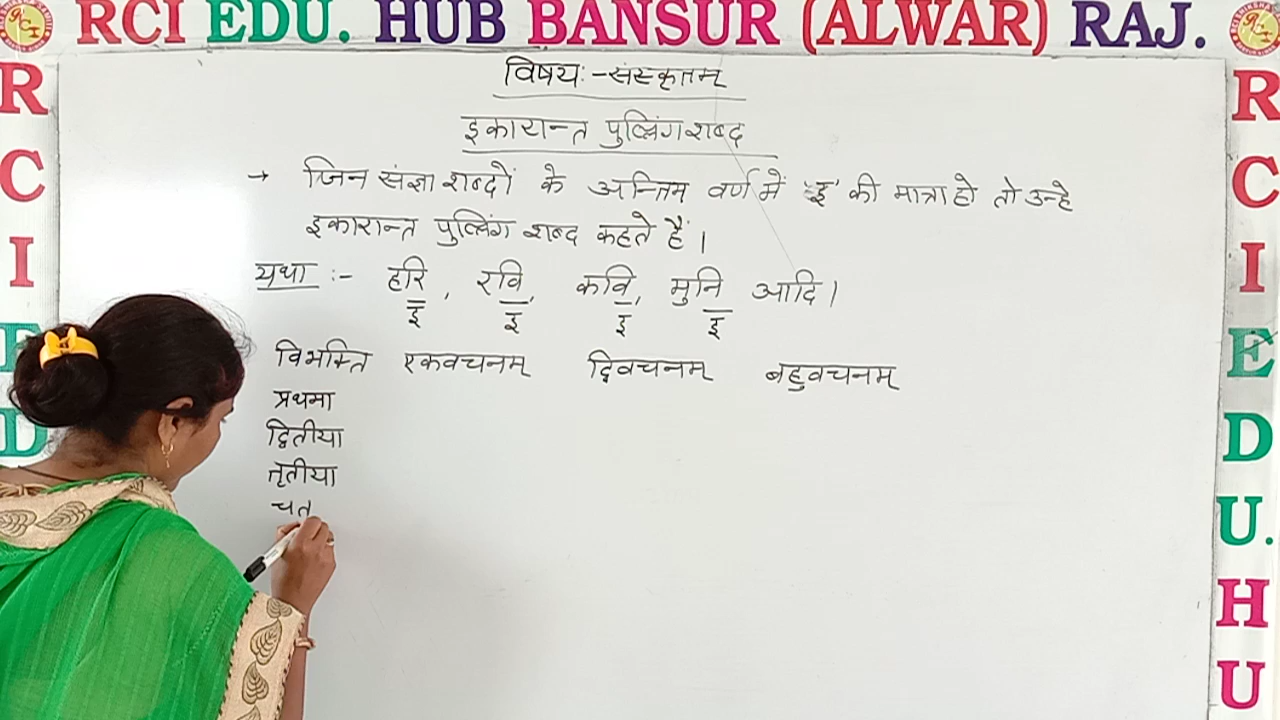 RCI EDU. HUB BANSUR (ALWAR) RAJ.
विषयः-संस्कृतम्
इकारान्त पुल्लिंग शब्द
→ जिन संज्ञा शब्दों के अन्तिम वर्ण में 'इ' की मात्रा हो तो उन्हे
इकारान्त पुल्लिंग शब्द कहते हैं।
यथा :- हरि, रवि, कवि, मुनि आदि।
इ इ इ इ
विभक्ति एकवचनम् द्विवचनम् बहुवचनम्
प्रथमा
द्वितीया
तृतीया
चत
R
C
I
E
D
R
C
I
E
D
U.
H
U